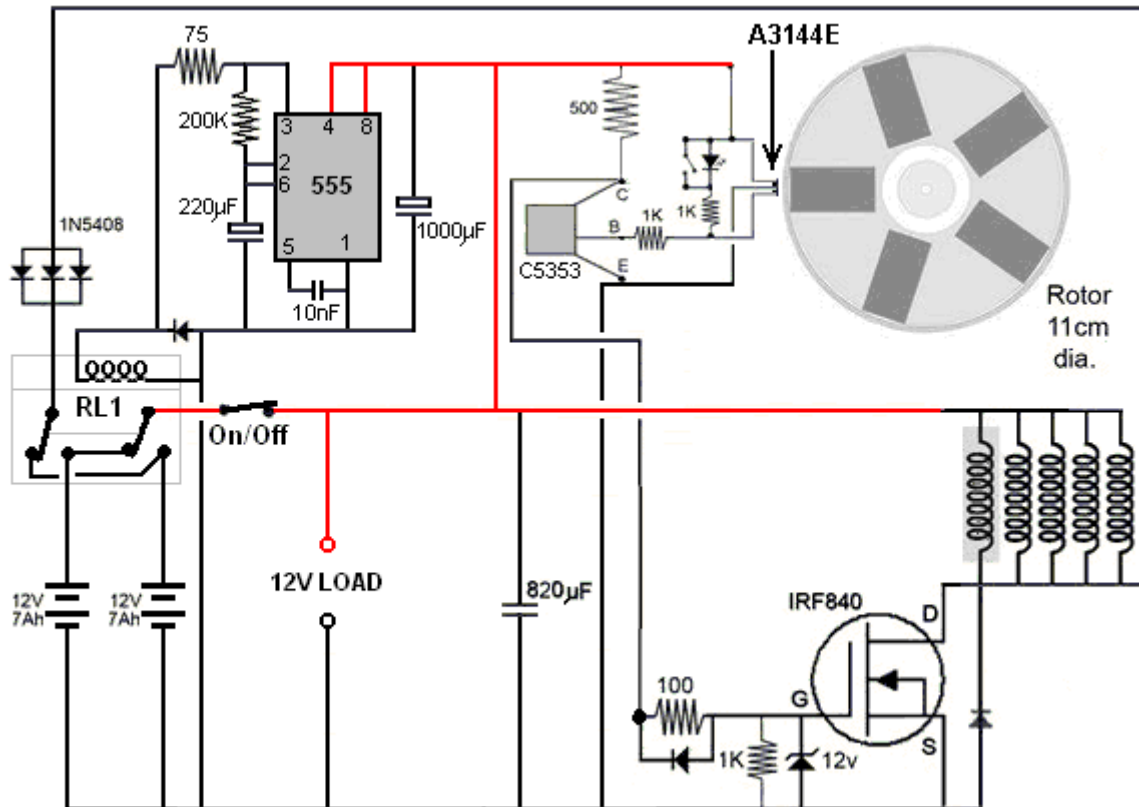 75
A3144E
200K
3
4
8
500
2
6
555
220µF
1000µF
5
1
10nF
1N5408
C
B
E
1K
1K
C5353
Rotor
11cm
dia.
RL1
On/Off
12V
7Ah
12V
7Ah
12V LOAD
820µF
IRF840
D
G
S
100
1K
12v